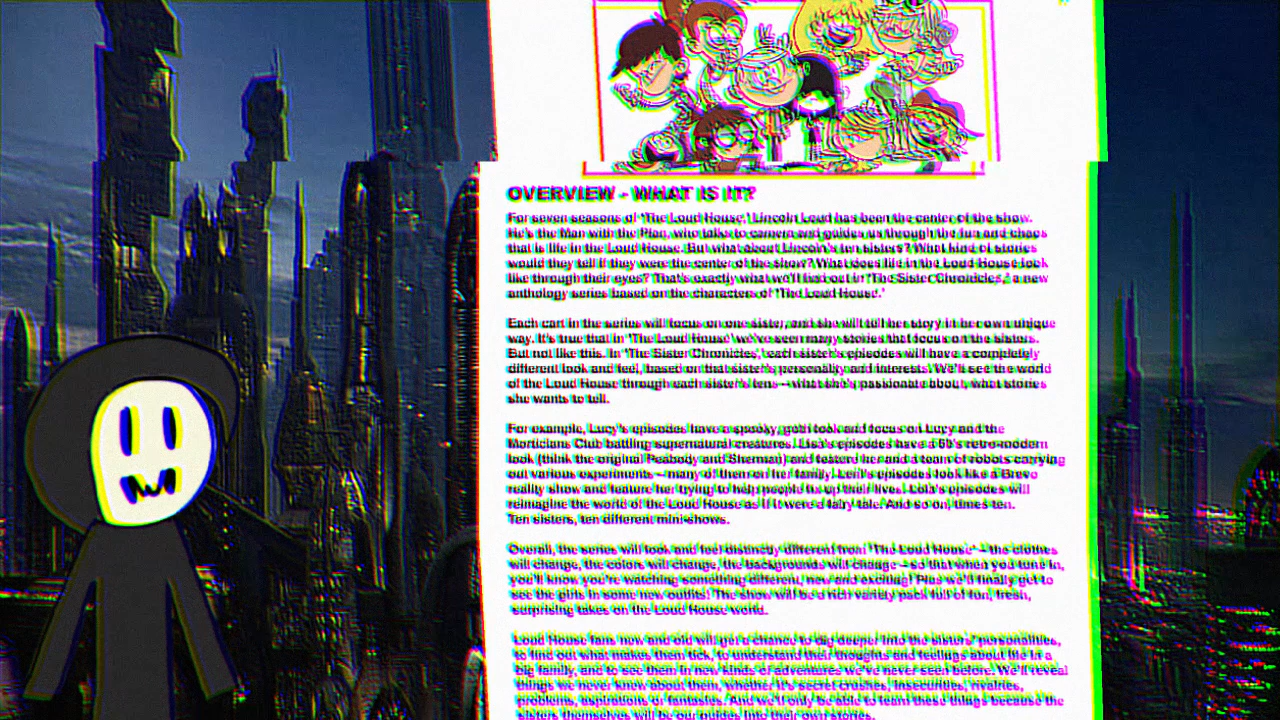 OVERVIEW - WHAT IS IT?
For seven seasons of 'The Loud House,' Lincoln Loud has been the center of the show.
He's the Man with the Plan, who talks to camera and guides us through the fun and chaos
that is life in the Loud House. But what about Lincoln's ten sisters? What kind of stories
would they tell if they were the center of the show? What does life in the Loud House look
like through their eyes? That's exactly what we'll find out in 'The Sister Chronicles,' a new
anthology series based on the characters of 'The Loud House.'
Each cart in the series will focus on one sister, and she will tell her story in her own unique
way. It's true that in 'The Loud House' we've seen many stories that focus on the sisters.
But not like this. In 'The Sister Chronicles', each sister's episodes will have a completely
different look and feel, based on that sister's personality and interests. We'll see the world
of the Loud House through each sister's lens -- what she's passionate about, what stories
she wants to tell.
For example, Lucy's episodes have a spooky, goth look and focus on Lucy and the
Morticians Club battling supernatural creatures. Lisa's episodes have a 60's retro-modern
look (think the original Peabody and Sherman) and feature her and a team of robots carrying
out various experiments -- many of them on her family. Leni's episodes look like a Bravo
reality show and feature her trying to help people fix up their lives. Lola's episodes will
reimagine the world of the Loud House as if it were a fairy tale. And so on, times ten.
Ten sisters, ten different mini-shows.
Overall, the series will look and feel distinctly different from 'The Loud House' -- the clothes
will change, the colors will change, the backgrounds will change -- so that when you tune in,
you'll know you're watching something different, new and exciting! Plus we'll finally get to
see the girls in some new outfits! The show will be a rich variety pack full of fun, fresh,
surprising takes on the Loud House world.
Loud House fans new and old will get a chance to dig deeper into the sisters' personalities,
to find out what makes them tick, to understand their thoughts and feelings about life in a
big family, and to see them in new kinds of adventures we've never seen before. We'll reveal
things we never knew about them, whether it's secret crushes, insecurities, rivalries,
problems, aspirations or fantasies. And we'll only be able to learn these things because the
sisters themselves will be our guides into their own stories.